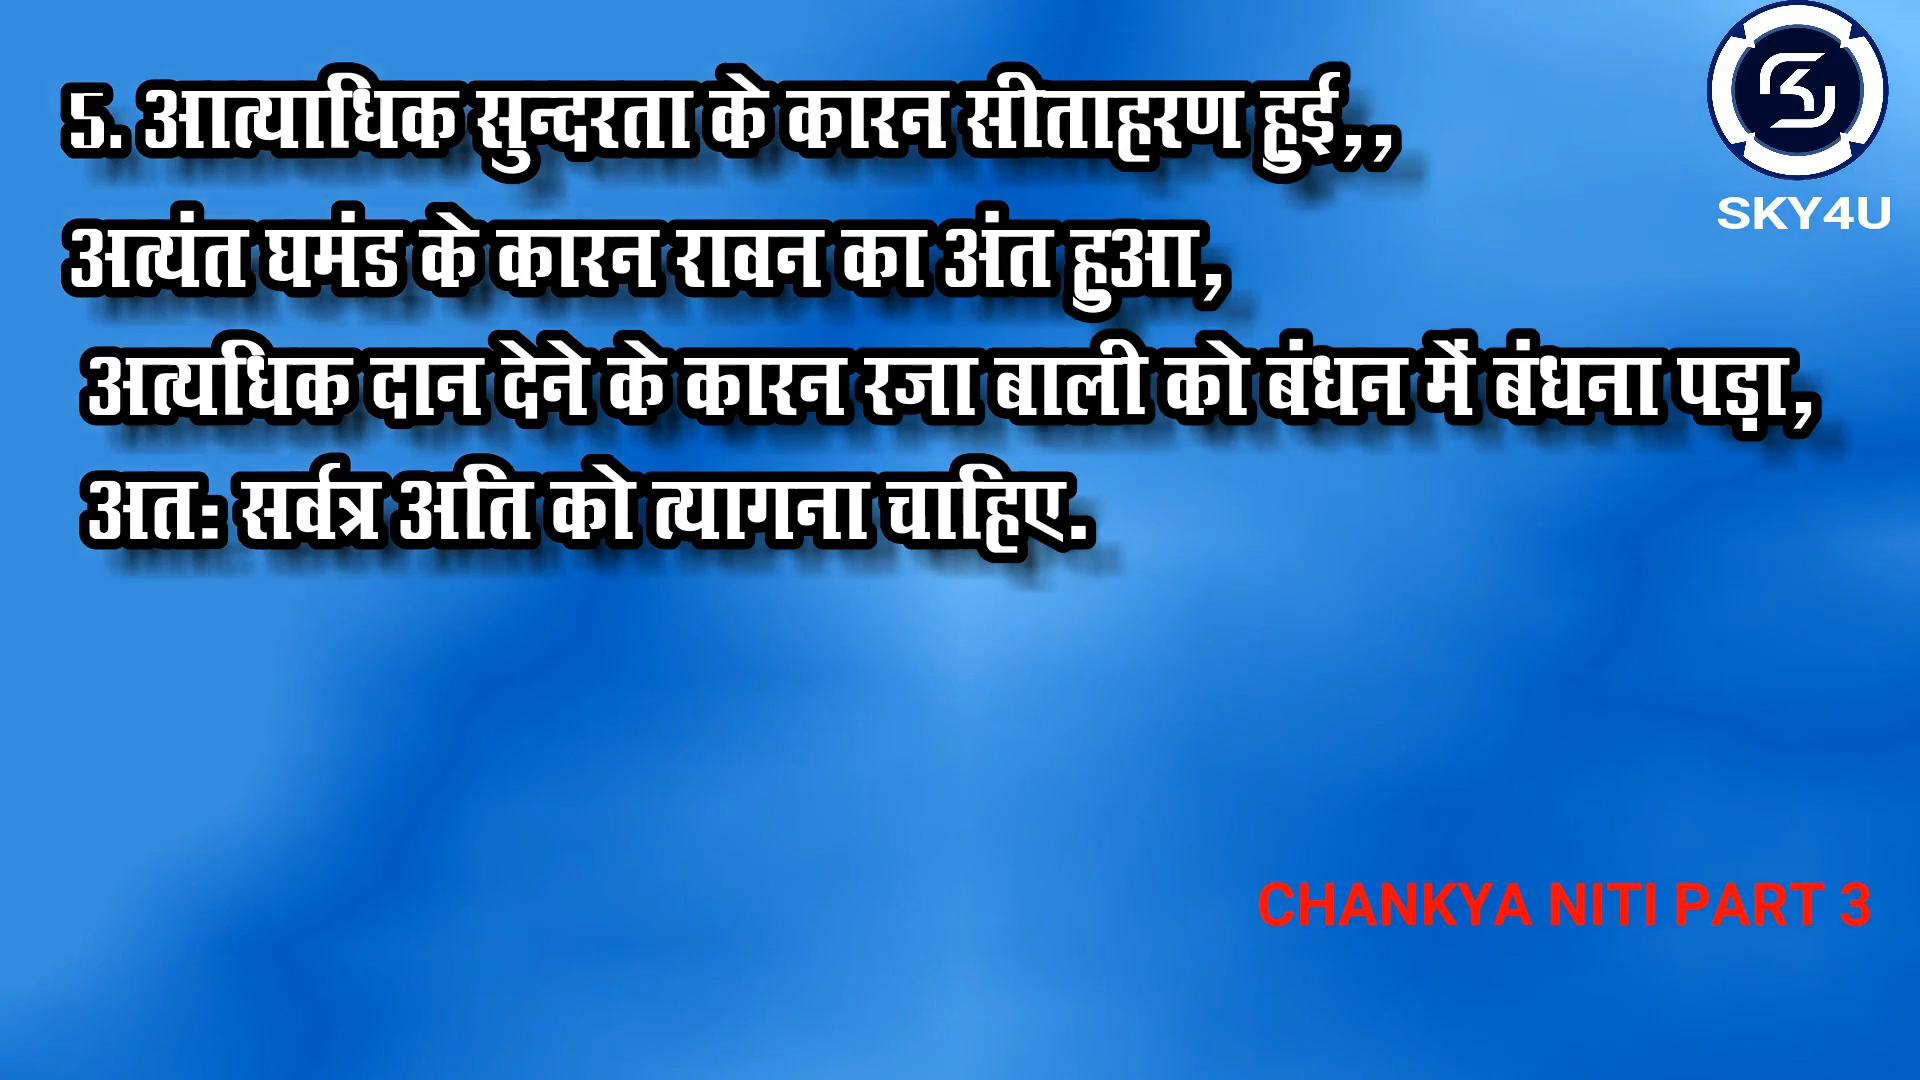 5. आत्याधिक सुन्दरता के कारन सीताहरण हुई,,
अत्यंत घमंड के कारन रावन का अंत हुआ,
अत्यधिक दान देने के कारन रजा बाली को बंधन में बंधना पड़ा,
अतः सर्वत्र अति को त्यागना चाहिए.
SKY4U
CHANKYA NITI PART 3